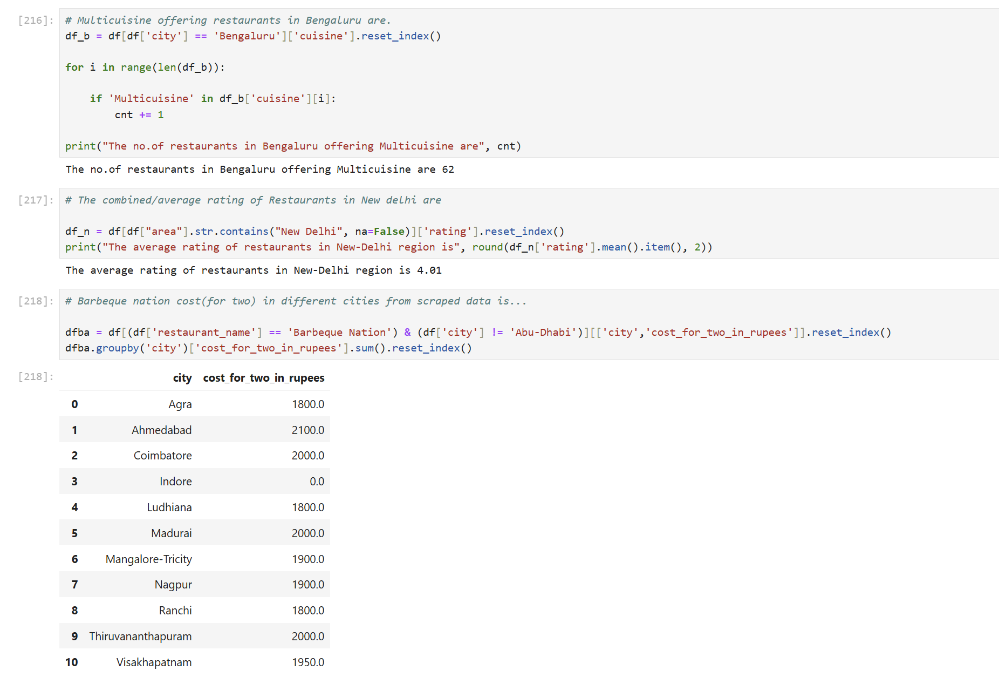 [216]: # Multicuisine offering restaurants in Bengaluru are.
df_b = df[df['city'] == 'Bengaluru']['cuisine'].reset_index()
for i in range(len(df_b)):
    if 'Multicuisine' in df_b['cuisine'][i]:
        cnt += 1
print("The no.of restaurants in Bengaluru offering Multicuisine are", cnt)
The no.of restaurants in Bengaluru offering Multicuisine are 62
[217]: # The combined/average rating of Restaurants in New delhi are
df_n = df[df["area"].str.contains("New Delhi", na=False)]['rating'].reset_index()
print("The average rating of restaurants in New-Delhi region is", round(df_n['rating'].mean().item(), 2))
The average rating of restaurants in New-Delhi region is 4.01
[218]: # Barbeque nation cost(for two) in different cities from scraped data is...
dfba = df[(df['restaurant_name'] == 'Barbeque Nation') & (df['city'] != 'Abu-Dhabi')][['city','cost_for_two_in_rupees']].reset_index()
dfba.groupby('city')['cost_for_two_in_rupees'].sum().reset_index()
[218]: city cost_for_two_in_rupees
0 Agra 1800.0
1 Ahmedabad 2100.0
2 Coimbatore 2000.0
3 Indore 0.0
4 Ludhiana 1800.0
5 Madurai 2000.0
6 Mangalore-Tricity 1900.0
7 Nagpur 1900.0
8 Ranchi 1800.0
9 Thiruvananthapuram 2000.0
10 Visakhapatnam 1950.0